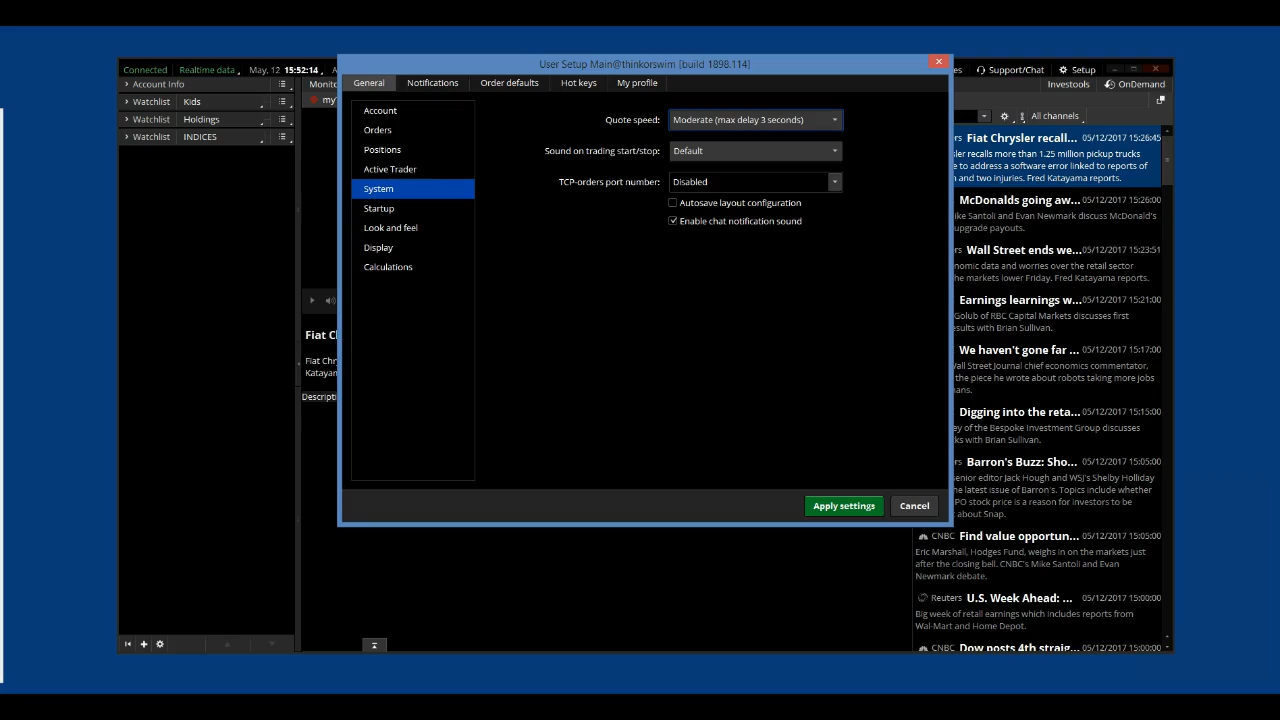 User Setup Main@thinkorswim [build 1898.114]
Connected Realtime data May, 12 15:52:14
Support/Chat Setup
Account Info
Monito
General Notifications Order defaults Hot keys My profile
Investools OnDemand
Watchlist Kids
my
Watchlist Holdings
All channels
Watchlist INDICES
Account
Orders
Positions
Active Trader
System
Startup
Look and feel
Display
Calculations
Quote speed: Moderate (max delay 3 seconds)
Sound on trading start/stop: Default
TCP-orders port number: Disabled
Autosave layout configuration
Enable chat notification sound
Apply settings Cancel
Fiat C
Fiat Chr
Katayam
Descripti
Fiat Chrysler recall... 05/12/2017 15:26:45
sler recalls more than 1.25 million pickup trucks
e to address a software error linked to reports of
n and two injuries. Fred Katayama reports.
McDonalds going aw... 05/12/2017 15:26:00
ike Santoli and Evan Newmark discuss McDonald's
upgrade payouts.
Wall Street ends we... 05/12/2017 15:23:51
nomic data and worries over the retail sector
the markets lower Friday. Fred Katayama reports.
Earnings learnings w... 05/12/2017 15:21:00
Golub of RBC Capital Markets discusses first
esults with Brian Sullivan.
We haven't gone far ... 05/12/2017 15:17:00
Wall Street Journal chief economics commentator,
the piece he wrote about robots taking more jobs
mans.
Digging into the reta... 05/12/2017 15:15:00
ey of the Bespoke Investment Group discusses
ks with Brian Sullivan.
Barron's Buzz: Sho... 05/12/2017 15:05:00
senior editor Jack Hough and WSJ's Shelby Holliday
the latest issue of Barron's. Topics include whether
PO stock price is a reason for investors to be
about Snap.
CNBC Find value opportun... 05/12/2017 15:05:00
Eric Marshall, Hodges Fund, weighs in on the markets just
after the closing bell. CNBC's Mike Santoli and Evan
Newmark debate.
Reuters U.S. Week Ahead: ... 05/12/2017 15:00:00
Big week of retail earnings which includes reports from
Wal-Mart and Home Depot.
CNBC Dow posts 4th straig...